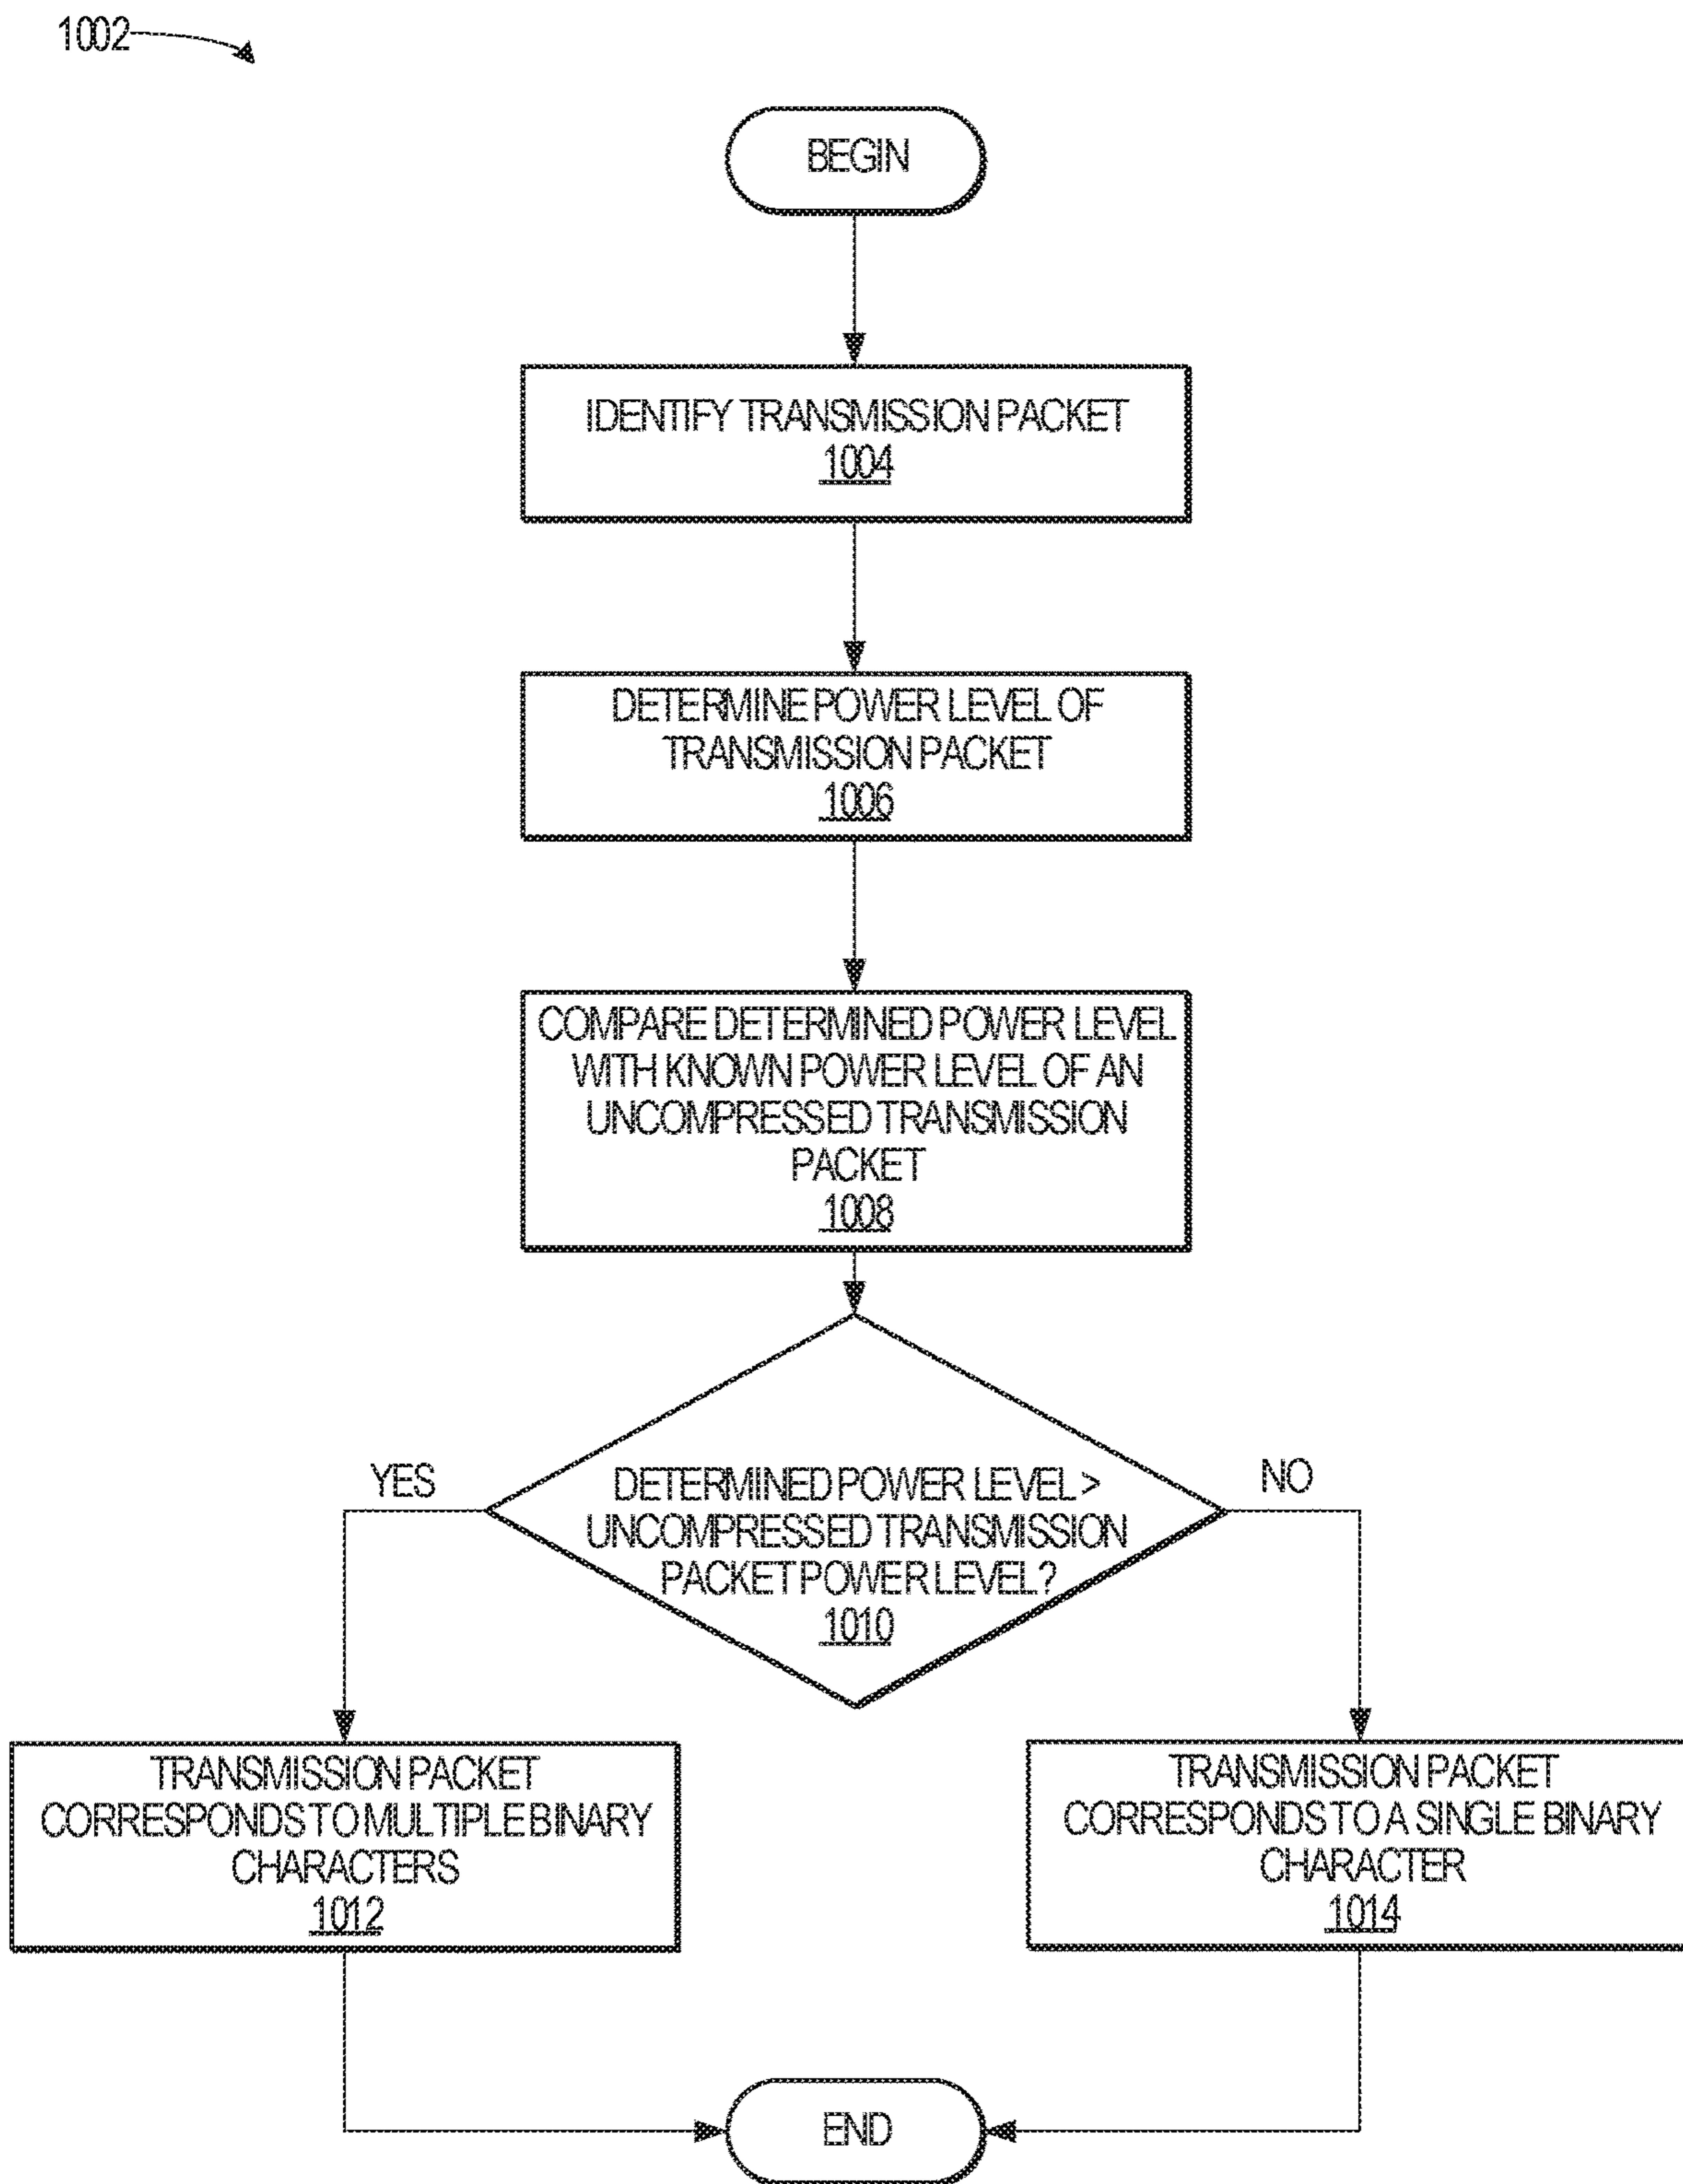 1002
BEGIN
IDENTIFY TRANSMISSION PACKET
1004
DETERMINE POWER LEVEL OF
TRANSMISSION PACKET
1006
COMPARE DETERMINED POWER LEVEL
WITH KNOWN POWER LEVEL OF AN
UNCOMPRESSED TRANSMISSION
PACKET
1008
YES
NO
DETERMINED POWER LEVEL >
UNCOMPRESSED TRANSMISSION
PACKET POWER LEVEL?
1010
TRANSMISSION PACKET
CORRESPONDS TO MULTIPLE BINARY
CHARACTERS
1012
TRANSMISSION PACKET
CORRESPONDS TO A SINGLE BINARY
CHARACTER
1014
END